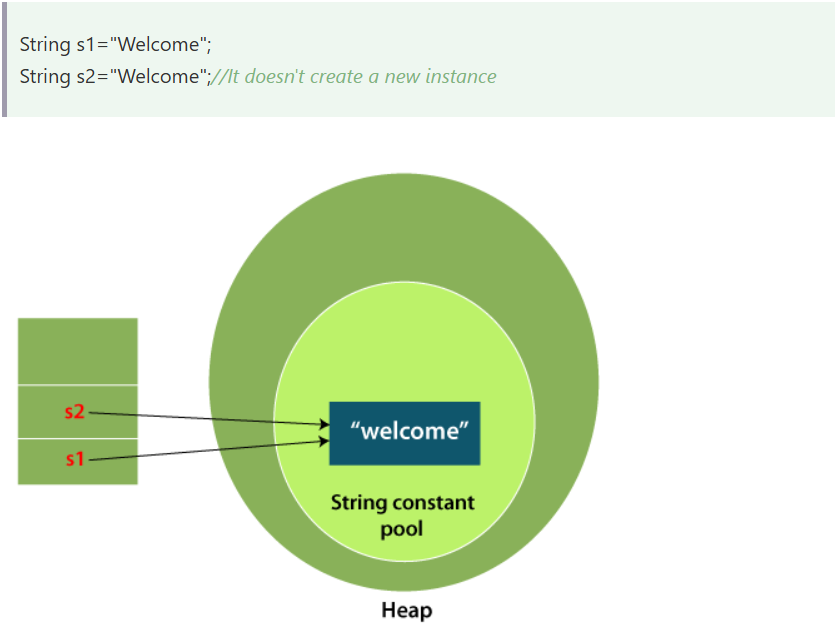 String s1="Welcome";
String s2="Welcome";//It doesn't create a new instance
s2
s1
“welcome”
String constant
pool
Heap